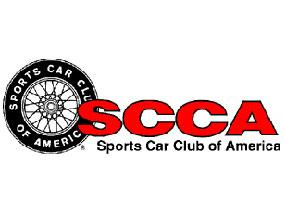 SPORTS CAR CLUB
OF AMERICA
®
SCCA
Sports Car Club of America